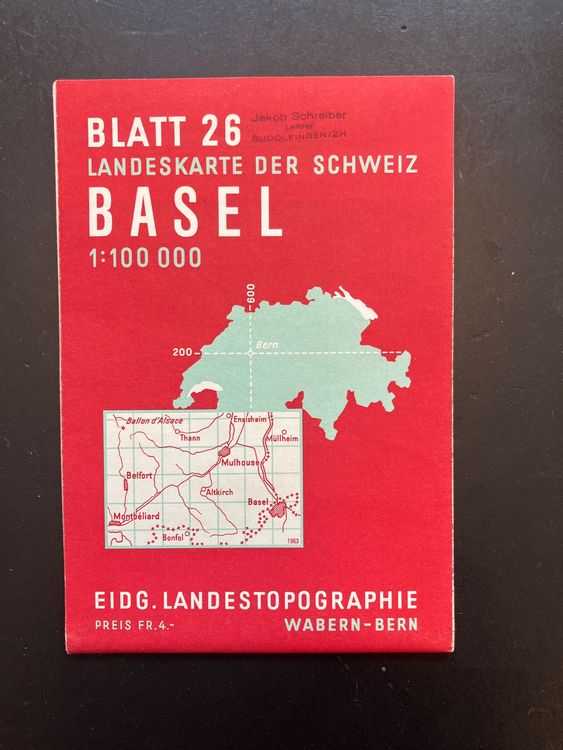 BLATT 26
Jakob Schreiber
Lehrer
RUDOLFINGEN/ZH
LANDESKARTE DER SCHWEIZ
BASEL
1:100 000
600
200
Bern
Ballon d'Alsace
Ensisheim
Thann
Müllheim
Mulhouse
Belfort
Altkirch
Basel
Montbéliard
Bonfol
1963
EIDG. LANDESTOPOGRAPHIE
PREIS FR. 4.-
WABERN-BERN